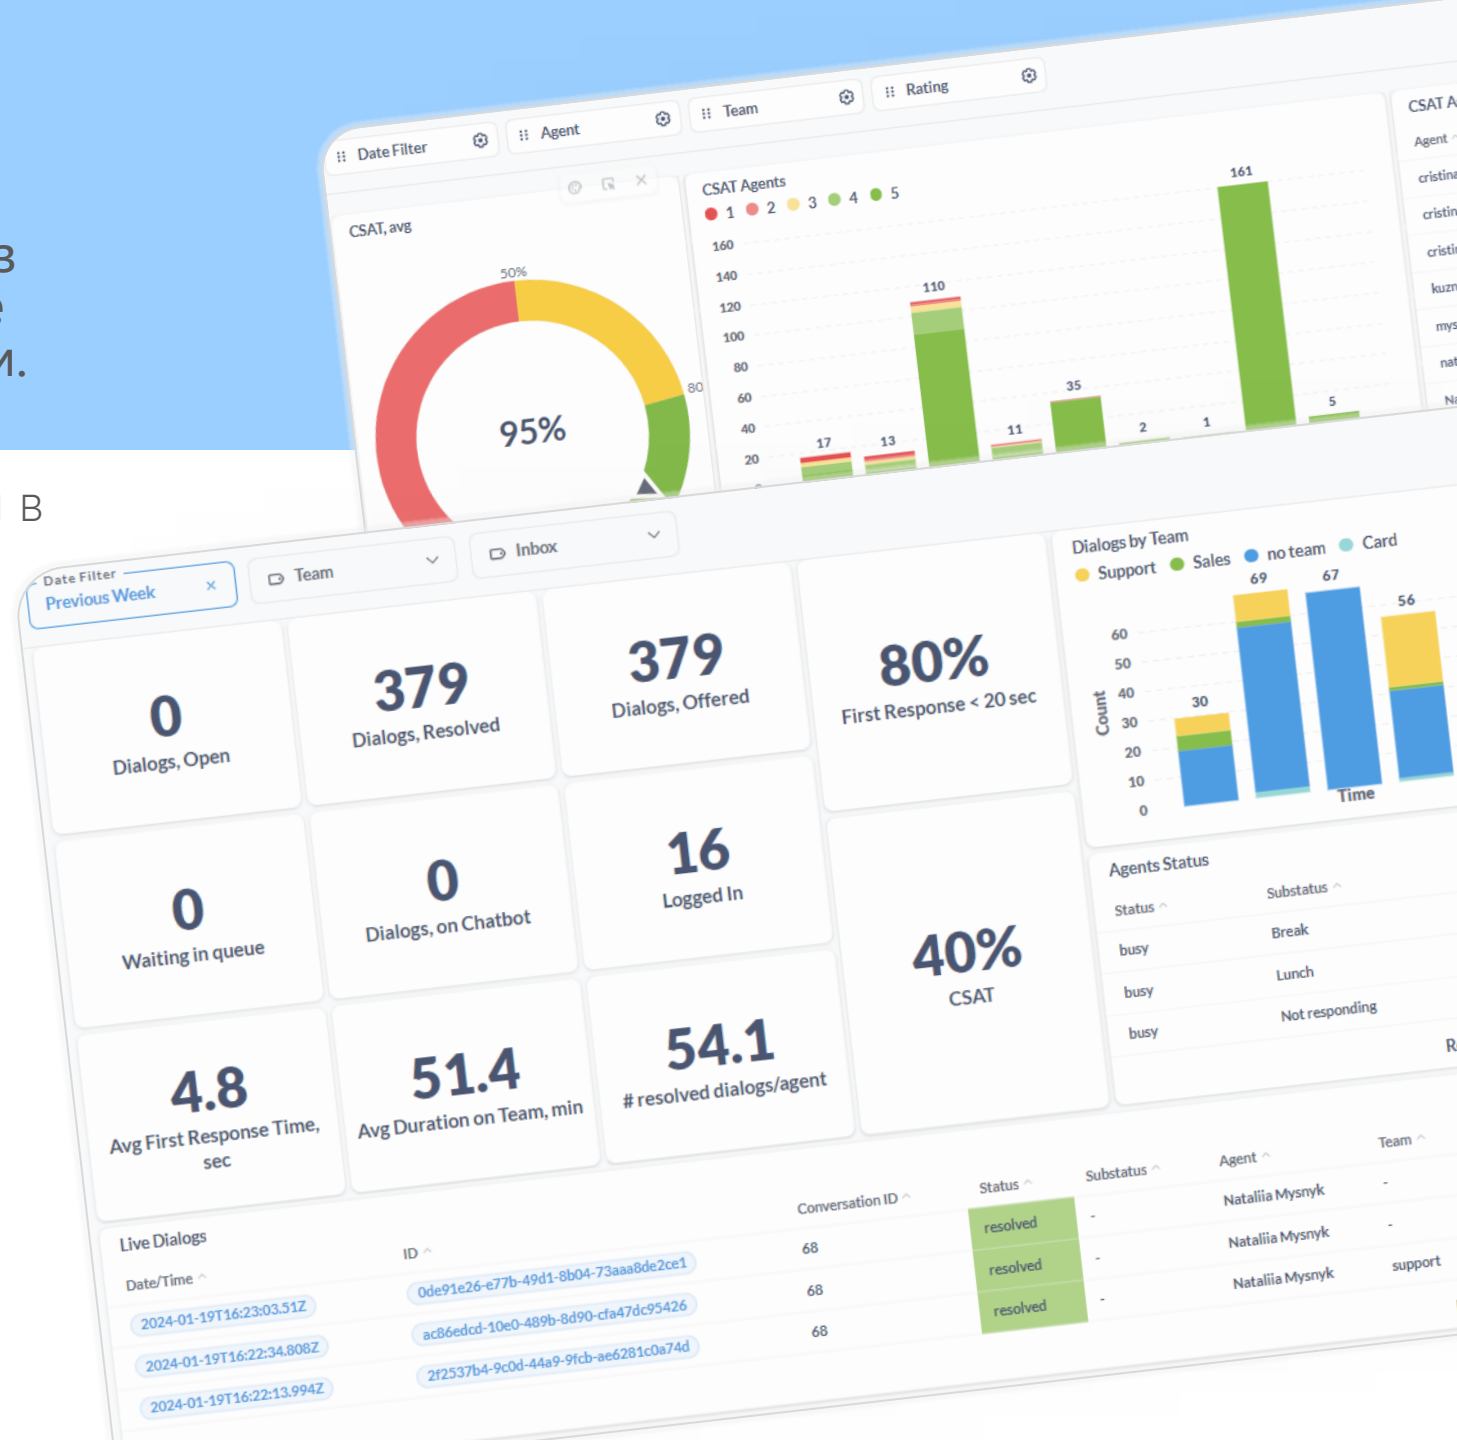 в
и.
в
Date Filter
Agent
Team
Rating
CSAT, avg
50%
80
95%
CSAT Agents
1 2 3 4 5
160
140
120
100
80
60
40
20
17
13
110
11
35
2
1
161
5
CSAT A
Agent
cristina
cristin
cristi
kuzn
mys
nat
Na
Date Filter
Previous Week
Team
Inbox
0
Dialogs, Open
379
Dialogs, Resolved
379
Dialogs, Offered
80%
First Response < 20 sec
0
Waiting in queue
0
Dialogs, on Chatbot
16
Logged In
40%
CSAT
4.8
Avg First Response Time,
sec
51.4
Avg Duration on Team, min
54.1
# resolved dialogs/agent
Dialogs by Team
Support Sales no team Card
60
50
40
30
20
10
0
Count
30
69
67
56
Time
Agents Status
Status Substatus
busy Break
busy Lunch
busy Not responding
Live Dialogs
Date/Time ID Conversation ID Status Substatus Agent Team
2024-01-19T16:23:03.51Z 0de91e26-e77b-49d1-8b04-73aaa8de2ce1 68 resolved - Nataliia Mysnyk -
2024-01-19T16:22:34.808Z ac86edcd-10e0-489b-8d90-cfa47dc95426 68 resolved - Nataliia Mysnyk -
2024-01-19T16:22:13.994Z 2f2537b4-9c0d-44a9-9fcb-ae6281c0a74d 68 resolved - Nataliia Mysnyk support